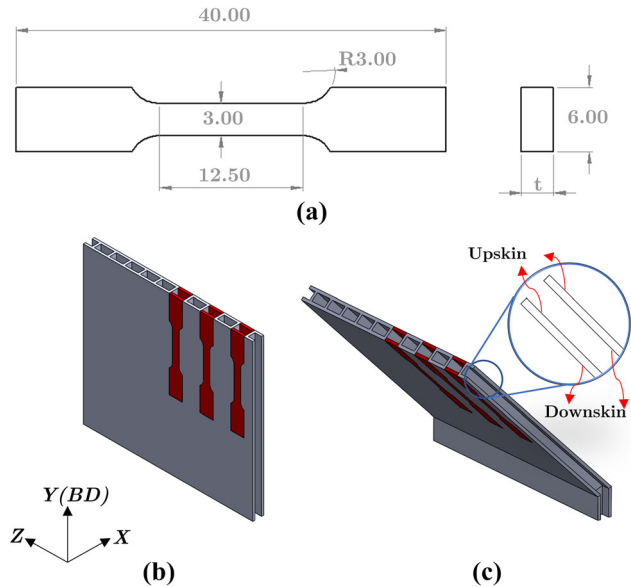 40.00
R3.00
3.00
6.00
12.50
t
(a)
Upskin
Downskin
Y(BD)
Z
X
(b)
(c)